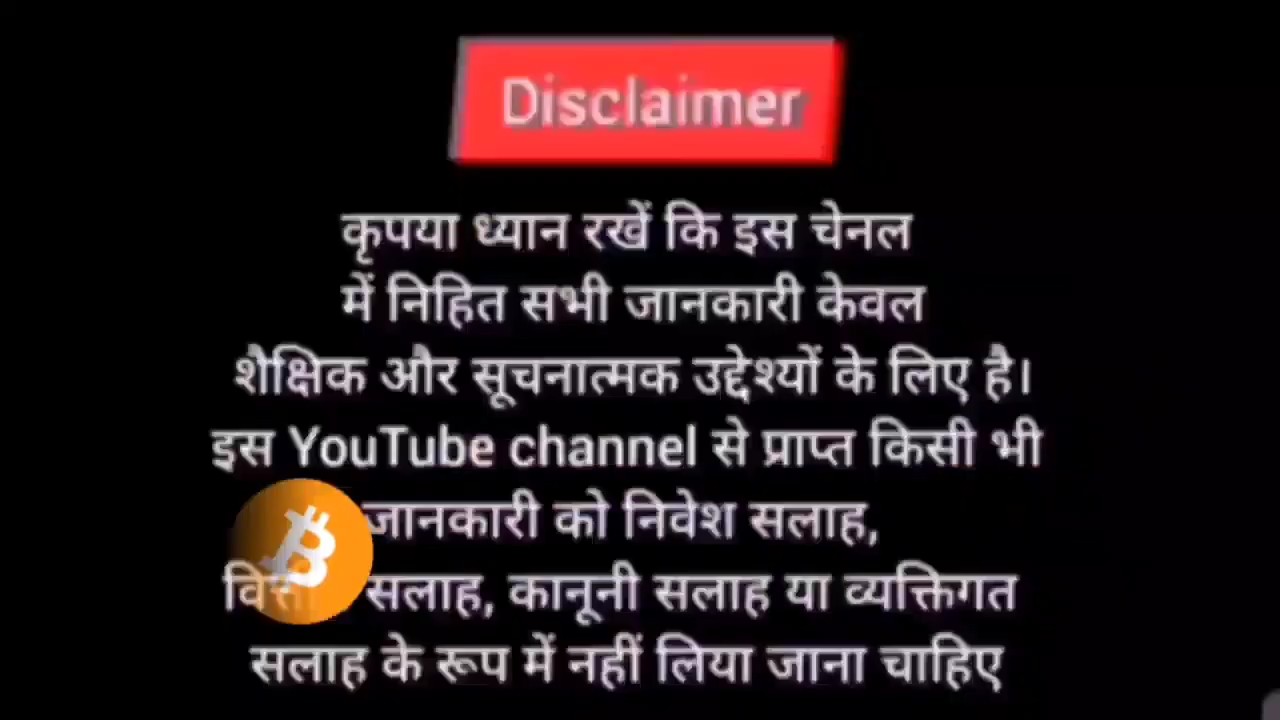 Disclaimer
कृपया ध्यान रखें कि इस चेनल
में निहित सभी जानकारी केवल
शैक्षिक और सूचनात्मक उद्देश्यों के लिए है।
इस YouTube channel से प्राप्त किसी भी
जानकारी को निवेश सलाह,
सलाह, कानूनी सलाह या व्यक्तिगत
सलाह के रूप में नहीं लिया जाना चाहिए